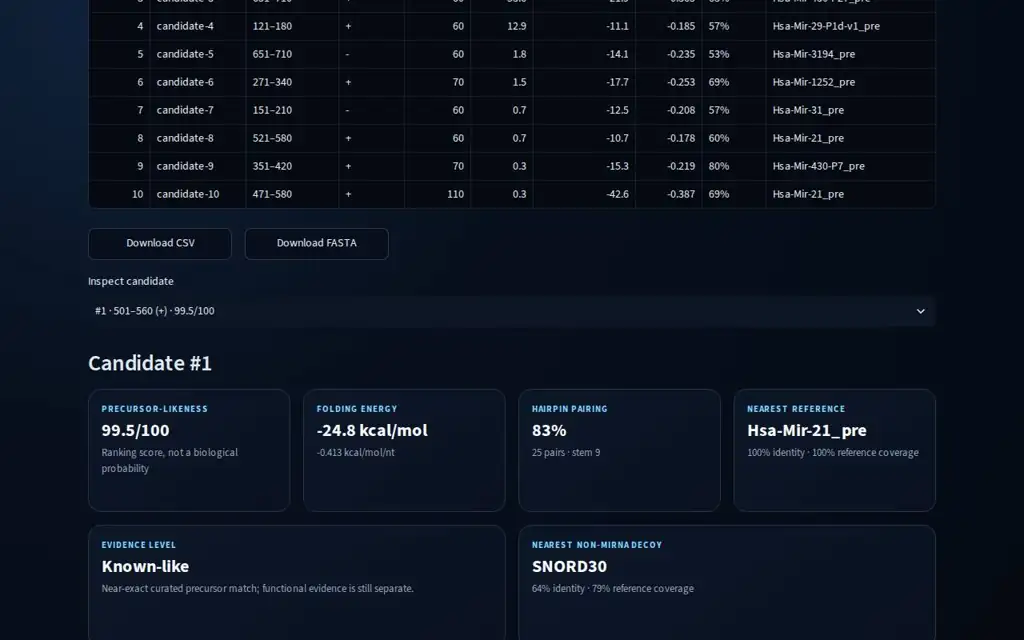 4 candidate-4 121–180 + 60 12.9 -11.1 -0.185 57% Hsa-Mir-29-P1d-v1_pre
5 candidate-5 651–710 - 60 1.8 -14.1 -0.235 53% Hsa-Mir-3194_pre
6 candidate-6 271–340 + 70 1.5 -17.7 -0.253 69% Hsa-Mir-1252_pre
7 candidate-7 151–210 - 60 0.7 -12.5 -0.208 57% Hsa-Mir-31_pre
8 candidate-8 521–580 + 60 0.7 -10.7 -0.178 60% Hsa-Mir-21_pre
9 candidate-9 351–420 + 70 0.3 -15.3 -0.219 80% Hsa-Mir-430-P7_pre
10 candidate-10 471–580 + 110 0.3 -42.6 -0.387 69% Hsa-Mir-21_pre
Download CSV Download FASTA
Inspect candidate
#1 · 501–560 (+) · 99.5/100
Candidate #1
PRECURSOR-LIKENESS
99.5/100
Ranking score, not a biological
probability
FOLDING ENERGY
-24.8 kcal/mol
-0.413 kcal/mol/nt
HAIRPIN PAIRING
83%
25 pairs · stem 9
NEAREST REFERENCE
Hsa-Mir-21_pre
100% identity · 100% reference coverage
EVIDENCE LEVEL
Known-like
Near-exact curated precursor match; functional evidence is still separate.
NEAREST NON-MIRNA DECOY
SNORD30
64% identity · 79% reference coverage